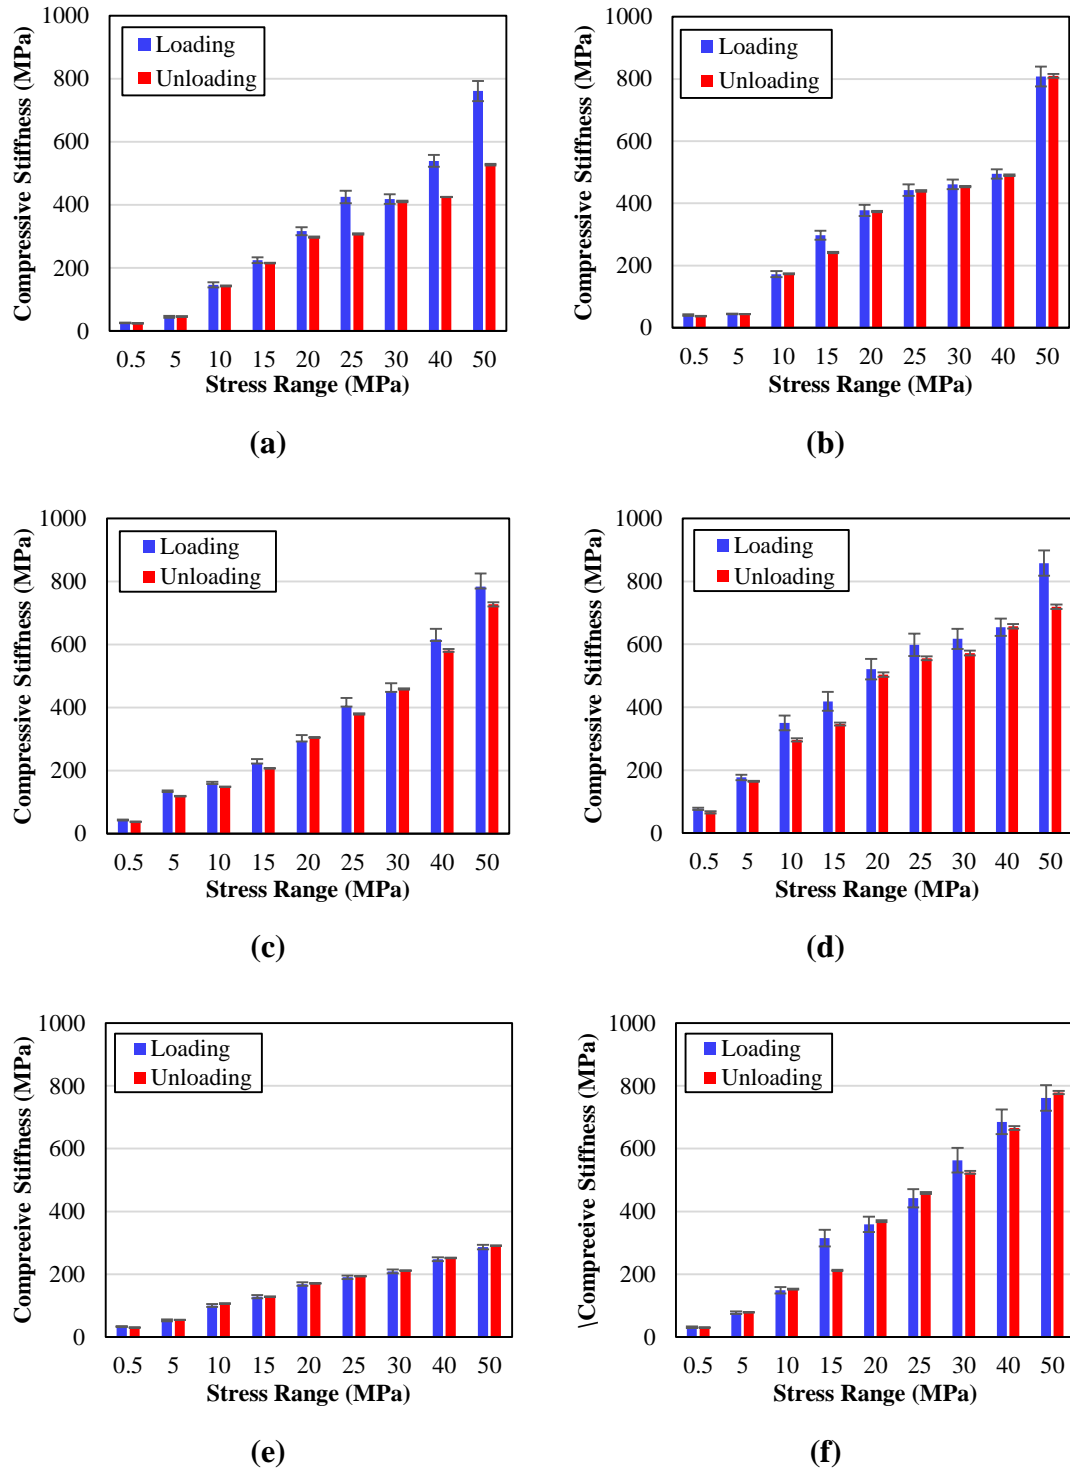 1000
800
600
400
200
0
Compressive Stiffness (MPa)
Loading
Unloading
0.5 5 10 15 20 25 30 40 50
Stress Range (MPa)
(a)
1000
800
600
400
200
0
Compressive Stiffness (MPa)
Loading
Unloading
0.5 5 10 15 20 25 30 40 50
Stress Range (MPa)
(b)
1000
800
600
400
200
0
Compressive Stiffness (MPa)
Loading
Unloading
0.5 5 10 15 20 25 30 40 50
Stress Range (MPa)
(c)
1000
800
600
400
200
0
Compressive Stiffness (MPa)
Loading
Unloading
0.5 5 10 15 20 25 30 40 50
Stress Range (MPa)
(d)
1000
800
600
400
200
0
Compreeive Stiffness (MPa)
Loading
Unloading
0.5 5 10 15 20 25 30 40 50
Stress Range (MPa)
(e)
1000
800
600
400
200
0
\Compreeive Stiffness (MPa)
Loading
Unloading
0.5 5 10 15 20 25 30 40 50
Stress Range (MPa)
(f)